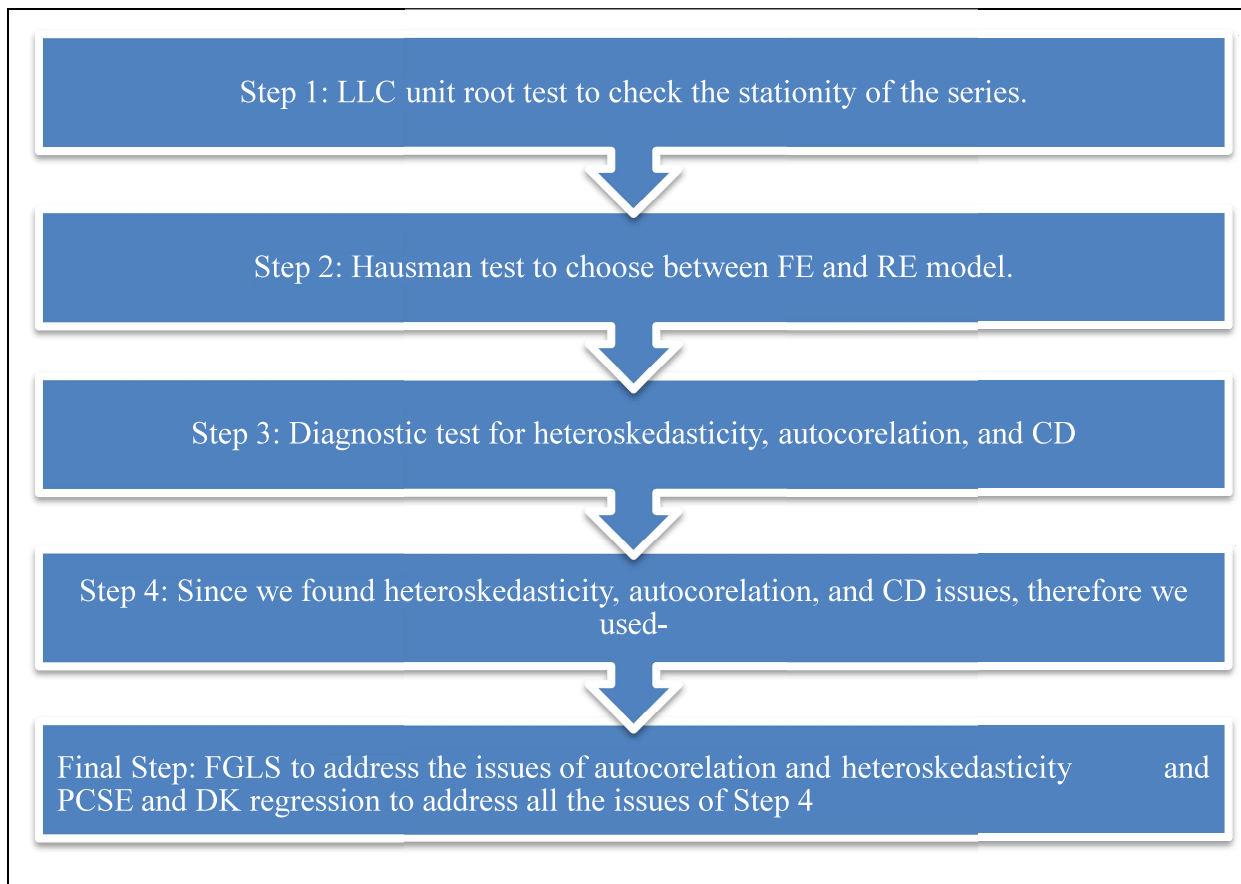 Step 1: LLC unit root test to check the stationity of the series.
Step 2: Hausman test to choose between FE and RE model.
Step 3: Diagnostic test for heteroskedasticity, autocorelation, and CD
Step 4: Since we found heteroskedasticity, autocorelation, and CD issues, therefore we
used-
Final Step: FGLS to address the issues of autocorelation and heteroskedasticity and
PCSE and DK regression to address all the issues of Step 4